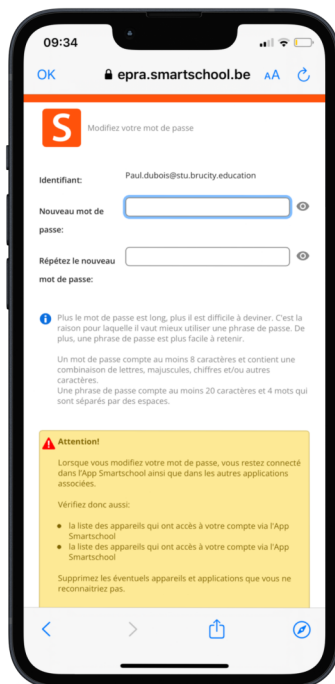 09:34
OK epra.smartschool.be AA
S Modifiez votre mot de passe
Identifiant: Paul.dubois@stu.brucity.education
Nouveau mot de
passe:
Répétez le nouveau
mot de passe:
Plus le mot de passe est long, plus il est difficile à deviner. C'est la
raison pour laquelle il vaut mieux utiliser une phrase de passe. De
plus, une phrase de passe est plus facile à retenir.
Un mot de passe compte au moins 8 caractères et contient une
combinaison de lettres, majuscules, chiffres et/ou autres
caractères.
Une phrase de passe compte au moins 20 caractères et 4 mots qui
sont séparés par des espaces.
Attention!
Lorsque vous modifiez votre mot de passe, vous restez connecté
dans l'App Smartschool ainsi que dans les autres applications
associées.
Vérifiez donc aussi:
• la liste des appareils qui ont accès à votre compte via l'App
Smartschool
• la liste des appareils qui ont accès à votre compte via l'App
Smartschool
Supprimez les éventuels appareils et applications que vous ne
reconnaitriez pas.